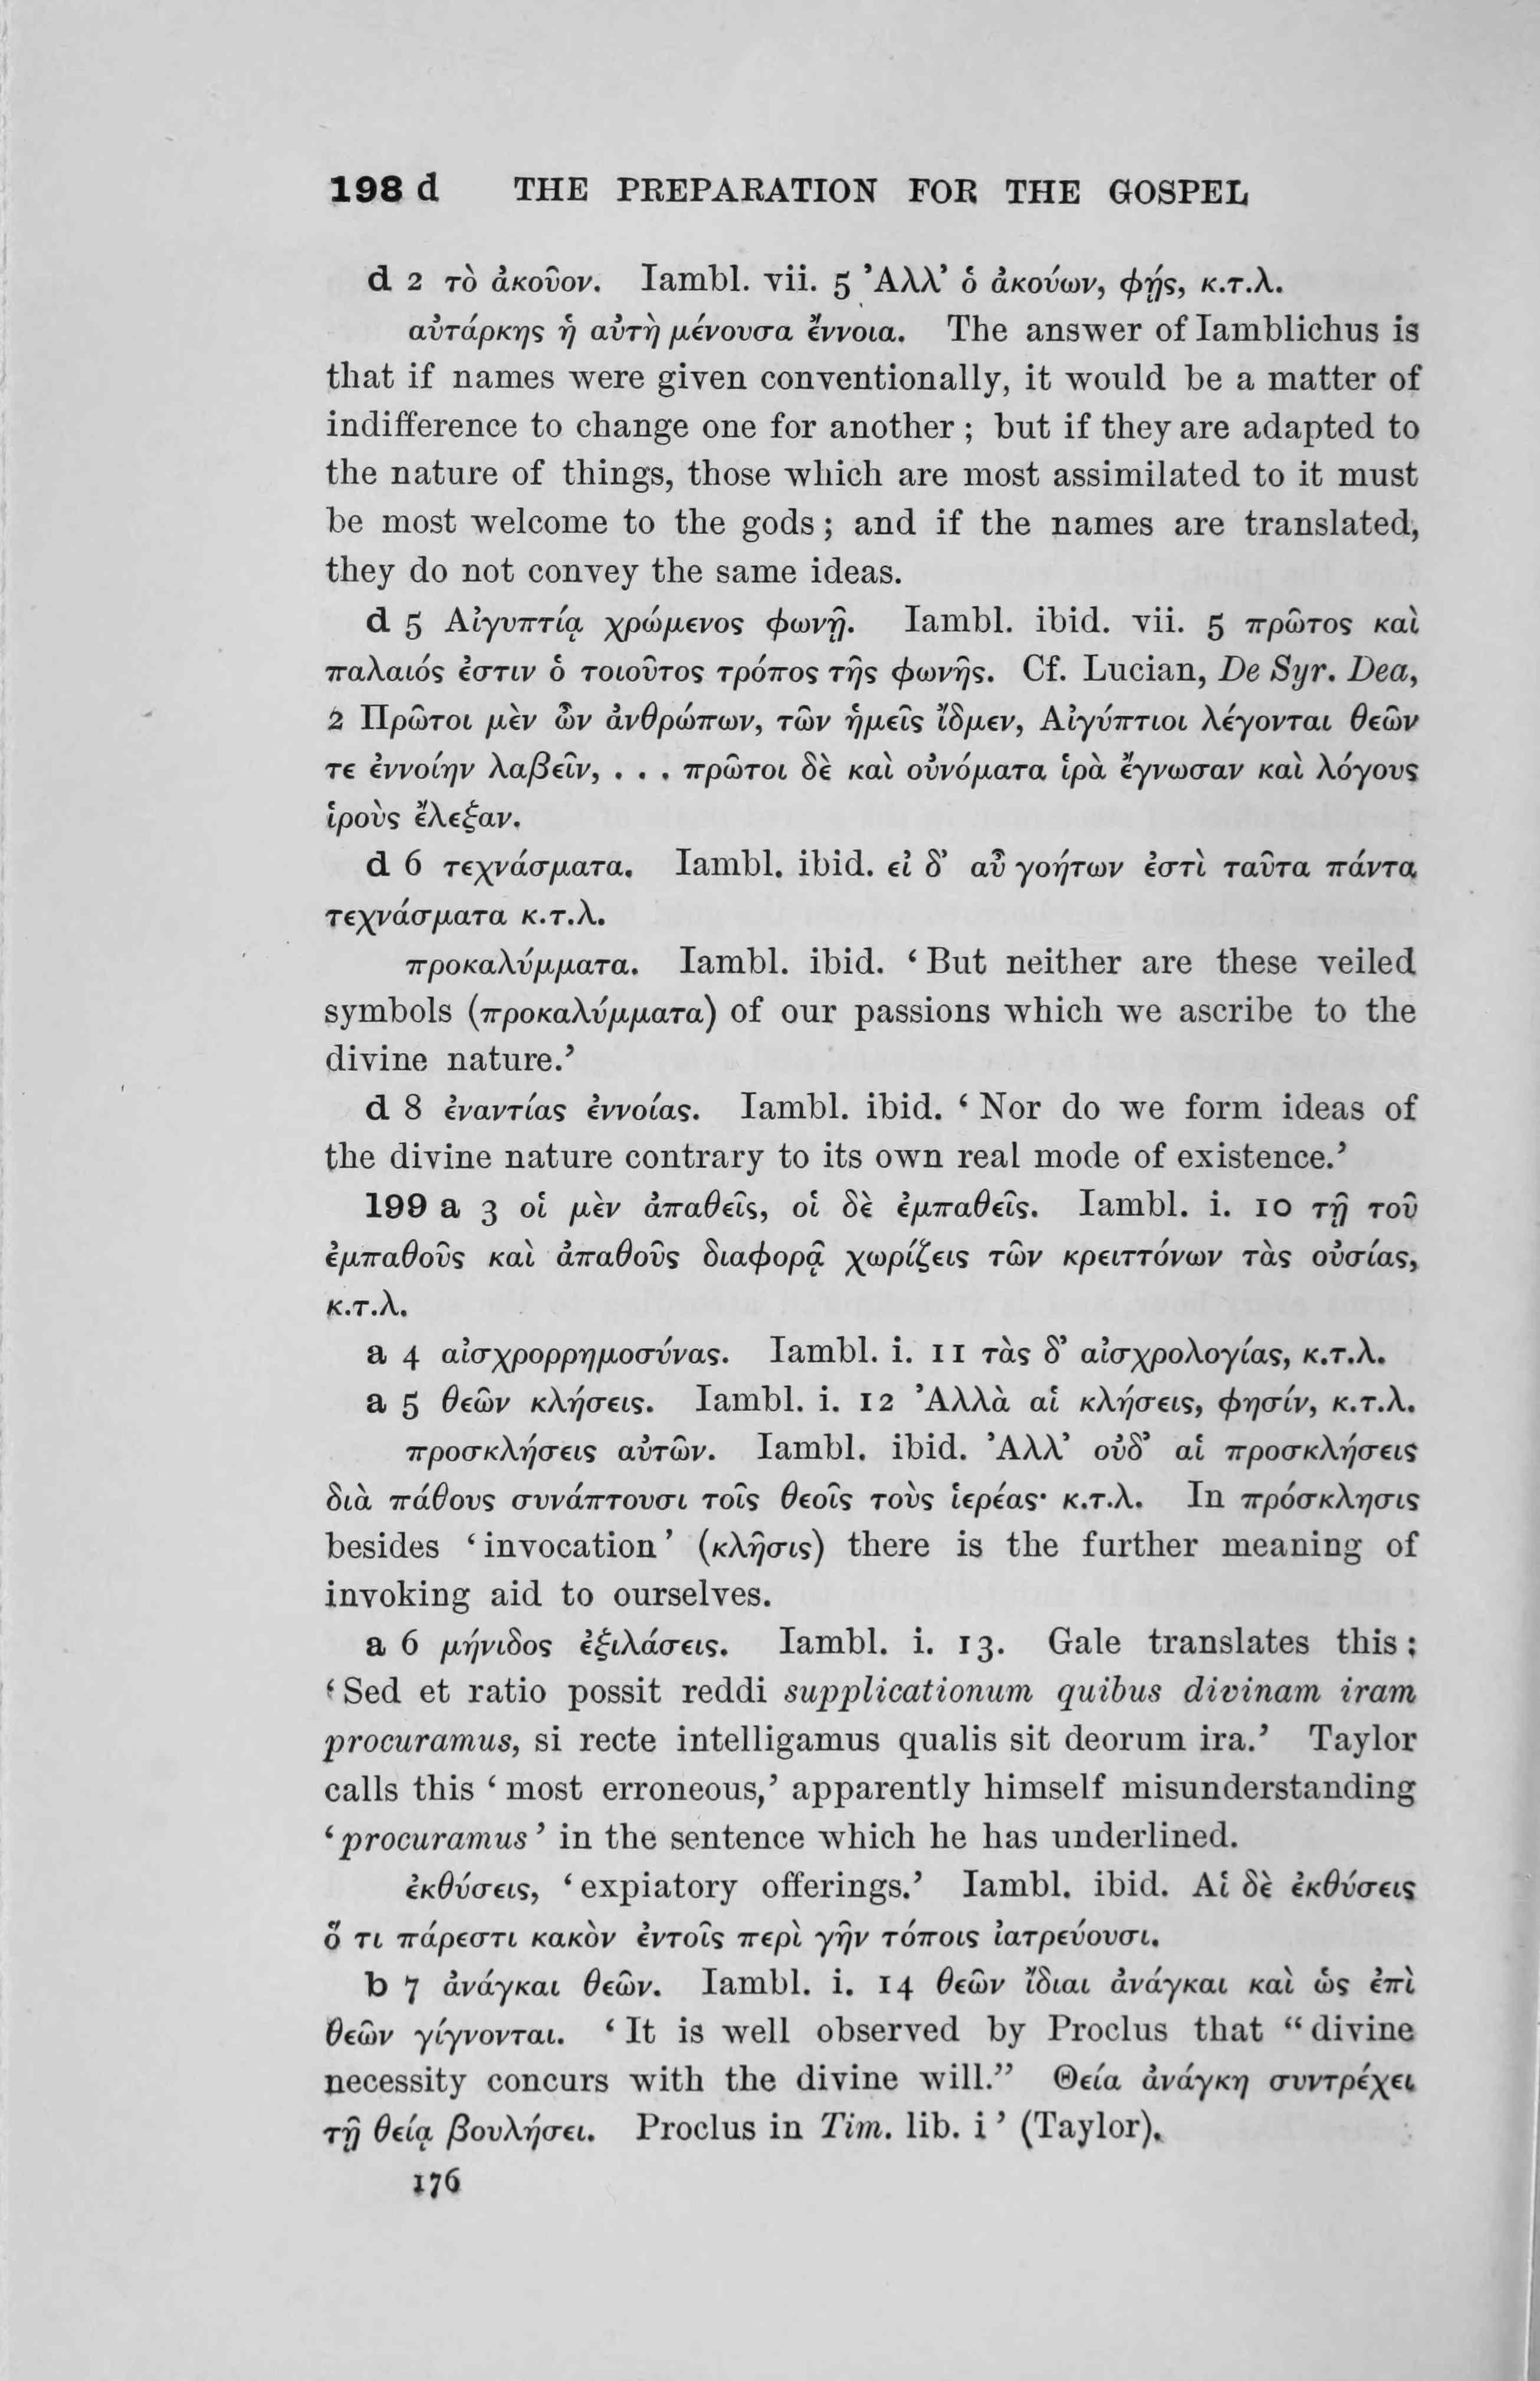 198 d THE PREPARATION FOR THE GOSPEL
d 2 τὸ ἀκοῦον. Iambl. vii. 5 Ἀλλ’ ὁ ἀκούων, φῄς, κ.τ.λ.
αὐτάρκης ἡ αὐτὴ μένουσα ἔννοια. The answer of Iamblichus is
that if names were given conventionally, it would be a matter of
indifference to change one for another ; but if they are adapted to
the nature of things, those which are most assimilated to it must
be most welcome to the gods ; and if the names are translated,
they do not convey the same ideas.
d 5 Αἰγυπτίᾳ χρώμενος φωνῇ. Iambl. ibid. vii. 5 πρῶτος καὶ
παλαιός ἐστιν ὁ τοιοῦτος τρόπος τῆς φωνῆς. Cf. Lucian, De Syr. Dea,
2 Πρῶτοι μὲν ὦν ἀνθρώπων, τῶν ἡμεῖς ἴδμεν, Αἰγύπτιοι λέγονται θεῶν
τε ἐννοίην λαβεῖν, . . . πρῶτοι δὲ καὶ οὐνόματα ἱρὰ ἔγνωσαν καὶ λόγους
ἱροὺς ἔλεξαν.
d 6 τεχνάσματα. Iambl. ibid. εἰ δ’ αὖ γοήτων ἐστὶ ταῦτα πάντα
τεχνάσματα κ.τ.λ.
προκαλύμματα. Iambl. ibid. ‘ But neither are these veiled
symbols (προκαλύμματα) of our passions which we ascribe to the
divine nature.’
d 8 ἐναντίας ἐννοίας. Iambl. ibid. ‘ Nor do we form ideas of
the divine nature contrary to its own real mode of existence.’
199 a 3 οἱ μὲν ἀπαθεῖς, οἱ δὲ ἐμπαθεῖς. Iambl. i. 10 τῇ τοῦ
ἐμπαθοῦς καὶ ἀπαθοῦς διαφορᾷ χωρίζεις τῶν κρειττόνων τὰς οὐσίας,
κ.τ.λ.
a 4 αἰσχρορρημοσύνας. Iambl. i. 11 τὰς δ’ αἰσχρολογίας, κ.τ.λ.
a 5 θεῶν κλήσεις. Iambl. i. 12 Ἀλλὰ αἱ κλήσεις, φησίν, κ.τ.λ.
προσκλήσεις αὐτῶν. Iambl. ibid. Ἀλλ’ οὐδ’ αἱ προσκλήσεις
διὰ πάθους συνάπτουσι τοῖς θεοῖς τοὺς ἱερέας· κ.τ.λ. In πρόσκλησις
besides ‘ invocation ’ (κλῆσις) there is the further meaning of
invoking aid to ourselves.
a 6 μήνιδος ἐξιλάσεις. Iambl. i. 13. Gale translates this :
‘ Sed et ratio possit reddi supplicationum quibus divinam iram
procuramus, si recte intelligamus qualis sit deorum ira.’ Taylor
calls this ‘ most erroneous,’ apparently himself misunderstanding
‘ procuramus ’ in the sentence which he has underlined.
ἐκθύσεις, ‘ expiatory offerings.’ Iambl. ibid. Αἱ δὲ ἐκθύσεις
ὅ τι πάρεστι κακὸν ἐντοῖς περὶ γῆν τόποις ἰατρεύουσι.
b 7 ἀνάγκαι θεῶν. Iambl. i. 14 θεῶν ἴδιαι ἀνάγκαι καὶ ὡς ἐπὶ
θεῶν γίγνονται. ‘ It is well observed by Proclus that “ divine
necessity concurs with the divine will.” Θεία ἀνάγκη συντρέχει
τῇ θείᾳ βουλήσει. Proclus in Tim. lib. i ’ (Taylor).
176